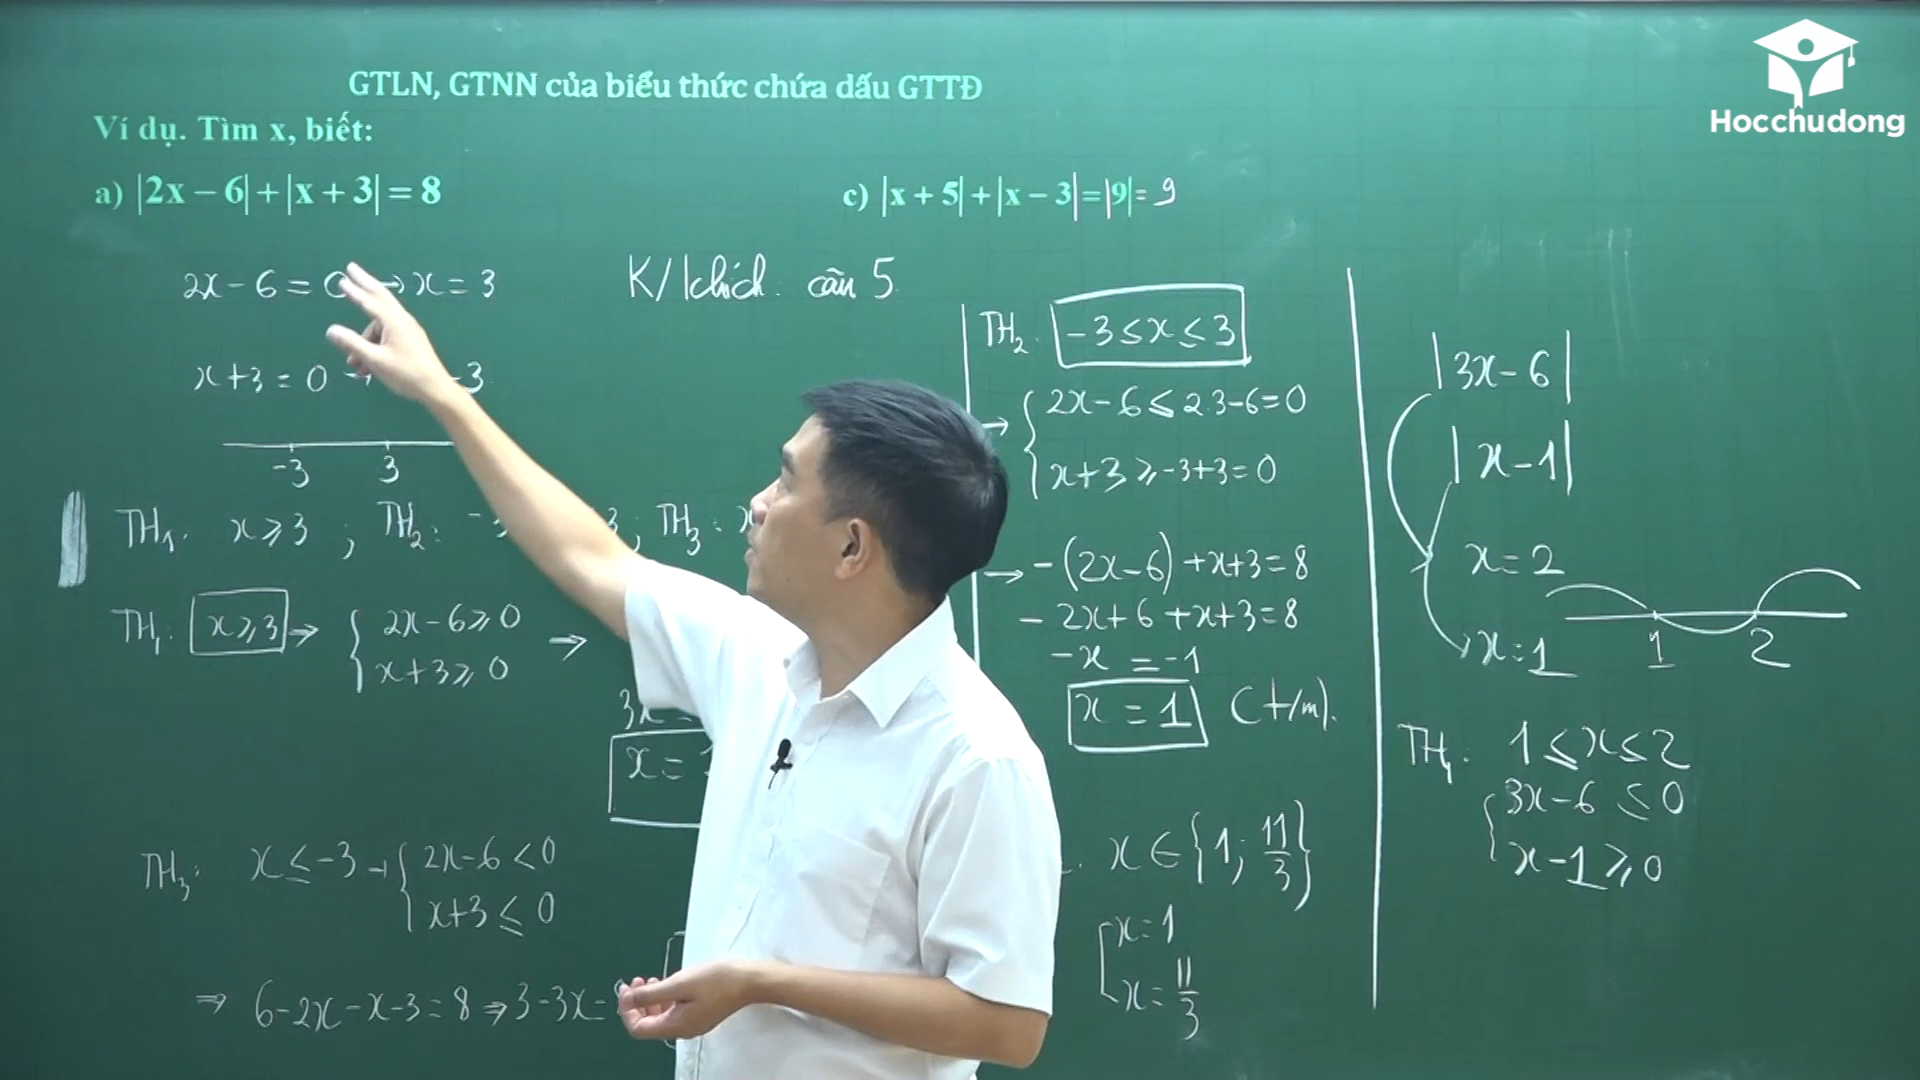 Hocchudong
GTLN, GTNN của biểu thức chứa dấu GTTĐ
Ví dụ. Tìm x, biết:
a) |2x − 6| + |x + 3| = 8
c) |x + 5| + |x − 3| = |9| = 9
2x − 6 = 0 → x = 3
x + 3 = 0 -3
-3 3
TH1: x ⩾ 3 ; TH2: 3 ; TH3: x
TH1: x ⩾ 3 → { 2x − 6 ⩾ 0 →
x + 3 ⩾ 0
3x =
x =
TH3: x ≤ −3 → { 2x − 6 < 0
x + 3 ≤ 0
⇒ 6 − 2x − x − 3 = 8 ⇒ 3 − 3x =
K/khích câu 5
TH2: −3 ≤ x ≤ 3
→ { 2x − 6 ≤ 2.3 − 6 = 0
x + 3 ⩾ −3 + 3 = 0
→ −(2x − 6) + x + 3 = 8
− 2x + 6 + x + 3 = 8
−x = −1
x = 1 (t/m).
x ∈ {1; 11/3}
[ x = 1
x = 11/3
|3x − 6|
|x − 1|
x = 2
x = 1
1 2
TH1: 1 ≤ x ≤ 2
{ 3x − 6 ≤ 0
x − 1 ⩾ 0